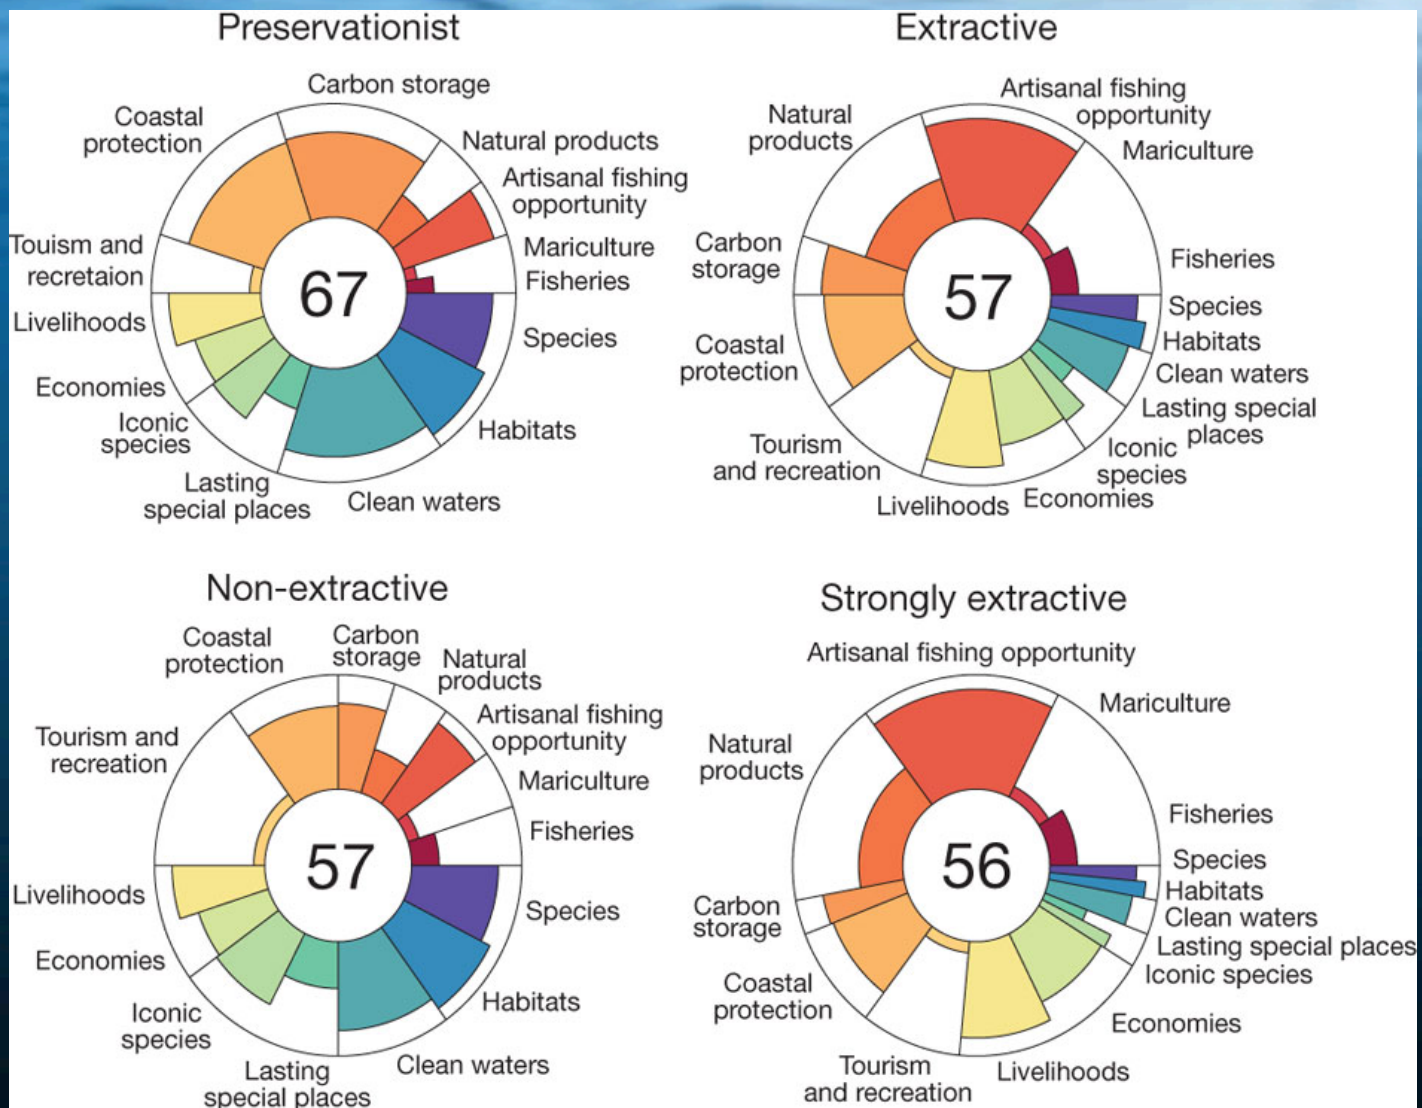 Preservationist
Carbon storage
Coastal
protection
Natural products
Artisanal fishing
opportunity
Touism and
recretaion
Mariculture
Fisheries
67
Livelihoods
Species
Economies
Iconic
species
Habitats
Lasting
special places
Clean waters
Extractive
Artisanal fishing
opportunity
Natural
products
Mariculture
Carbon
storage
Fisheries
57
Species
Habitats
Coastal
protection
Clean waters
Lasting special
places
Tourism
and recreation
Iconic
species
Livelihoods
Economies
Non-extractive
Coastal
protection
Carbon
storage
Natural
products
Artisanal fishing
opportunity
Tourism and
recreation
Mariculture
Fisheries
57
Livelihoods
Species
Economies
Habitats
Iconic
species
Clean waters
Lasting
special places
Strongly extractive
Artisanal fishing opportunity
Mariculture
Natural
products
Fisheries
56
Species
Habitats
Carbon
storage
Clean waters
Lasting special places
Iconic species
Coastal
protection
Economies
Tourism
and recreation
Livelihoods